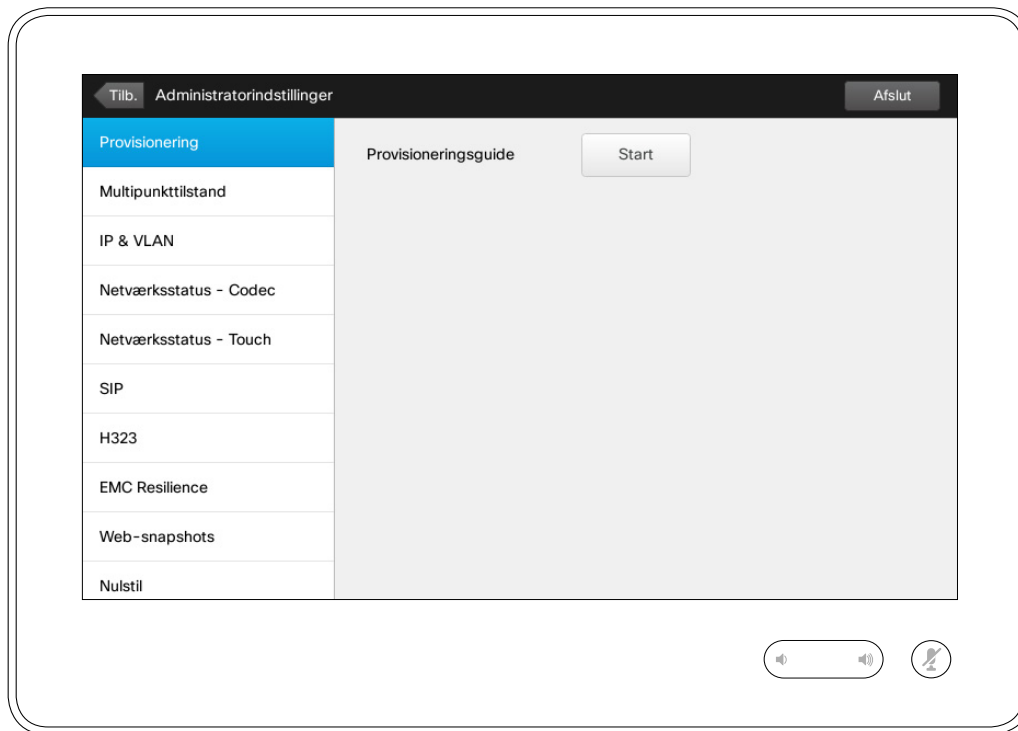 Tilb. Administratorindstillinger Afslut
Provisionering
Provisioneringsguide Start
Multipunkttilstand
IP & VLAN
Netværksstatus - Codec
Netværksstatus - Touch
SIP
H323
EMC Resilience
Web-snapshots
Nulstil